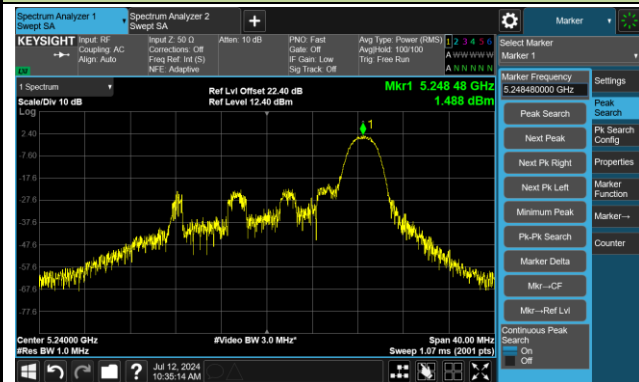 Spectrum Analyzer 1
Swept SA
Spectrum Analyzer 2
Swept SA
+
Marker
KEYSIGHT
Input: RF
Coupling: AC
Align: Auto
Input Z: 50 Ω
Corrections: Off
Freq Ref: Int (S)
NFE: Adaptive
Atten: 10 dB
PNO: Fast
Gate: Off
IF Gain: Low
Sig Track: Off
Avg Type: Power (RMS)
Avg|Hold: 100/100
Trig: Free Run
1 2 3 4 5 6
A W W W W W
A N N N N N
LXI
Select Marker
Marker 1
1 Spectrum
Scale/Div 10 dB
Log
Ref Lvl Offset 22.40 dB
Ref Level 12.40 dBm
Mkr1 5.248 48 GHz
1.488 dBm
1
2.40
-7.60
-17.6
-27.6
-37.6
-47.6
-57.6
-67.6
-77.6
Center 5.24000 GHz
#Res BW 1.0 MHz
#Video BW 3.0 MHz*
Span 40.00 MHz
Sweep 1.07 ms (2001 pts)
Marker Frequency
5.248480000 GHz
Peak Search
Next Peak
Next Pk Right
Next Pk Left
Minimum Peak
Pk-Pk Search
Marker Delta
Mkr→CF
Mkr→Ref Lvl
Continuous Peak
Search
On
Off
Settings
Peak
Search
Pk Search
Config
Properties
Marker
Function
Marker→
Counter
?
Jul 12, 2024
10:35:14 AM